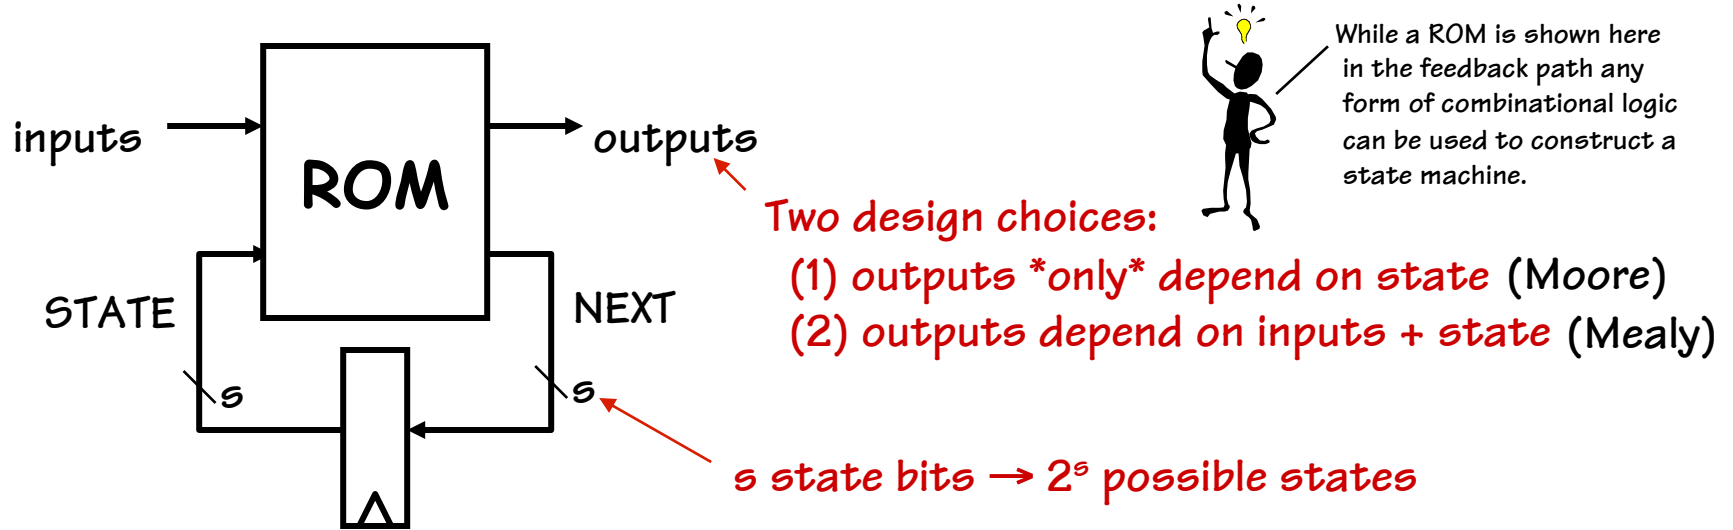 inputs
ROM
outputs
STATE
NEXT
s
s
While a ROM is shown here
in the feedback path any
form of combinational logic
can be used to construct a
state machine.
Two design choices:
(1) outputs *only* depend on state (Moore)
(2) outputs depend on inputs + state (Mealy)
s state bits → 2ˢ possible states